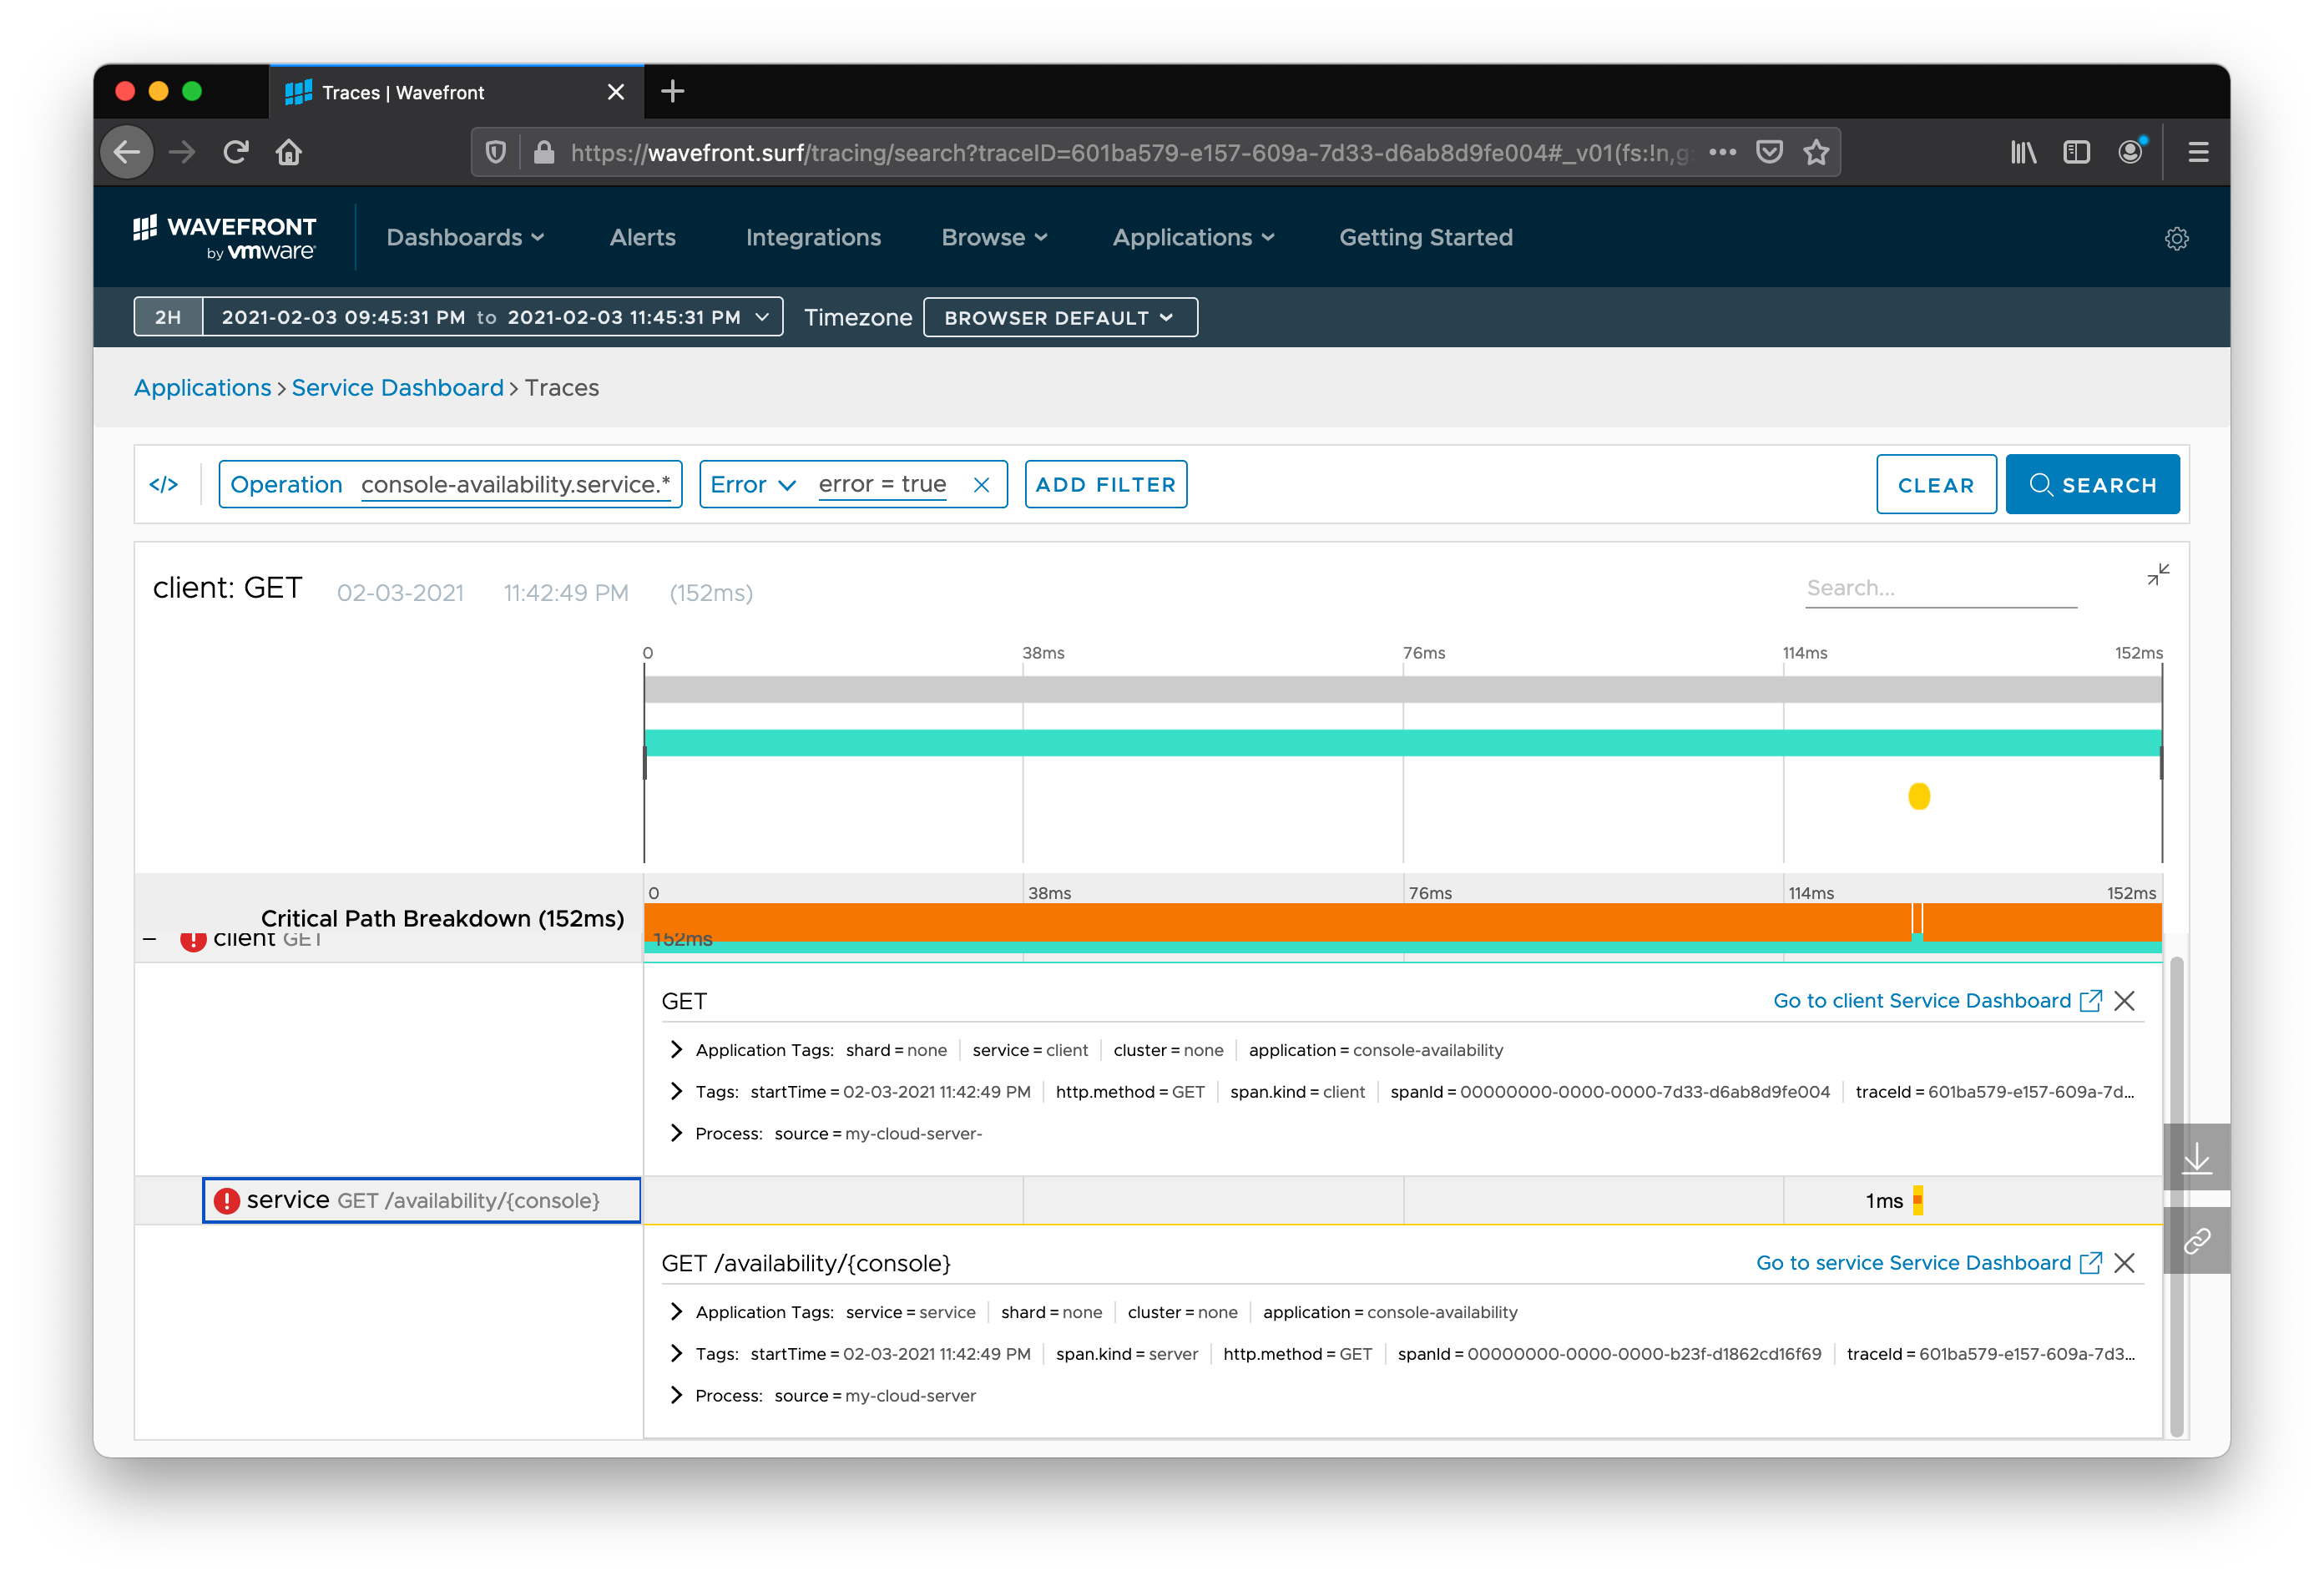 Traces | Wavefront
https://wavefront.surf/tracing/search?traceID=601ba579-e157-609a-7d33-d6ab8d9fe004#_v01(fs:!n,g:
WAVEFRONT
by vmware
Dashboards
Alerts
Integrations
Browse
Applications
Getting Started
2H 2021-02-03 09:45:31 PM to 2021-02-03 11:45:31 PM
Timezone BROWSER DEFAULT
Applications > Service Dashboard > Traces
</> Operation console-availability.service.* Error error = true ADD FILTER CLEAR SEARCH
client: GET 02-03-2021 11:42:49 PM (152ms) Search...
0 38ms 76ms 114ms 152ms
0 38ms 76ms 114ms 152ms
Critical Path Breakdown (152ms)
client GET 152ms
GET Go to client Service Dashboard
Application Tags: shard = none service = client cluster = none application = console-availability
Tags: startTime = 02-03-2021 11:42:49 PM http.method = GET span.kind = client spanId = 00000000-0000-0000-7d33-d6ab8d9fe004 traceId = 601ba579-e157-609a-7d...
Process: source = my-cloud-server-
service GET /availability/{console} 1ms
GET /availability/{console} Go to service Service Dashboard
Application Tags: service = service shard = none cluster = none application = console-availability
Tags: startTime = 02-03-2021 11:42:49 PM span.kind = server http.method = GET spanId = 00000000-0000-0000-b23f-d1862cd16f69 traceId = 601ba579-e157-609a-7d3...
Process: source = my-cloud-server